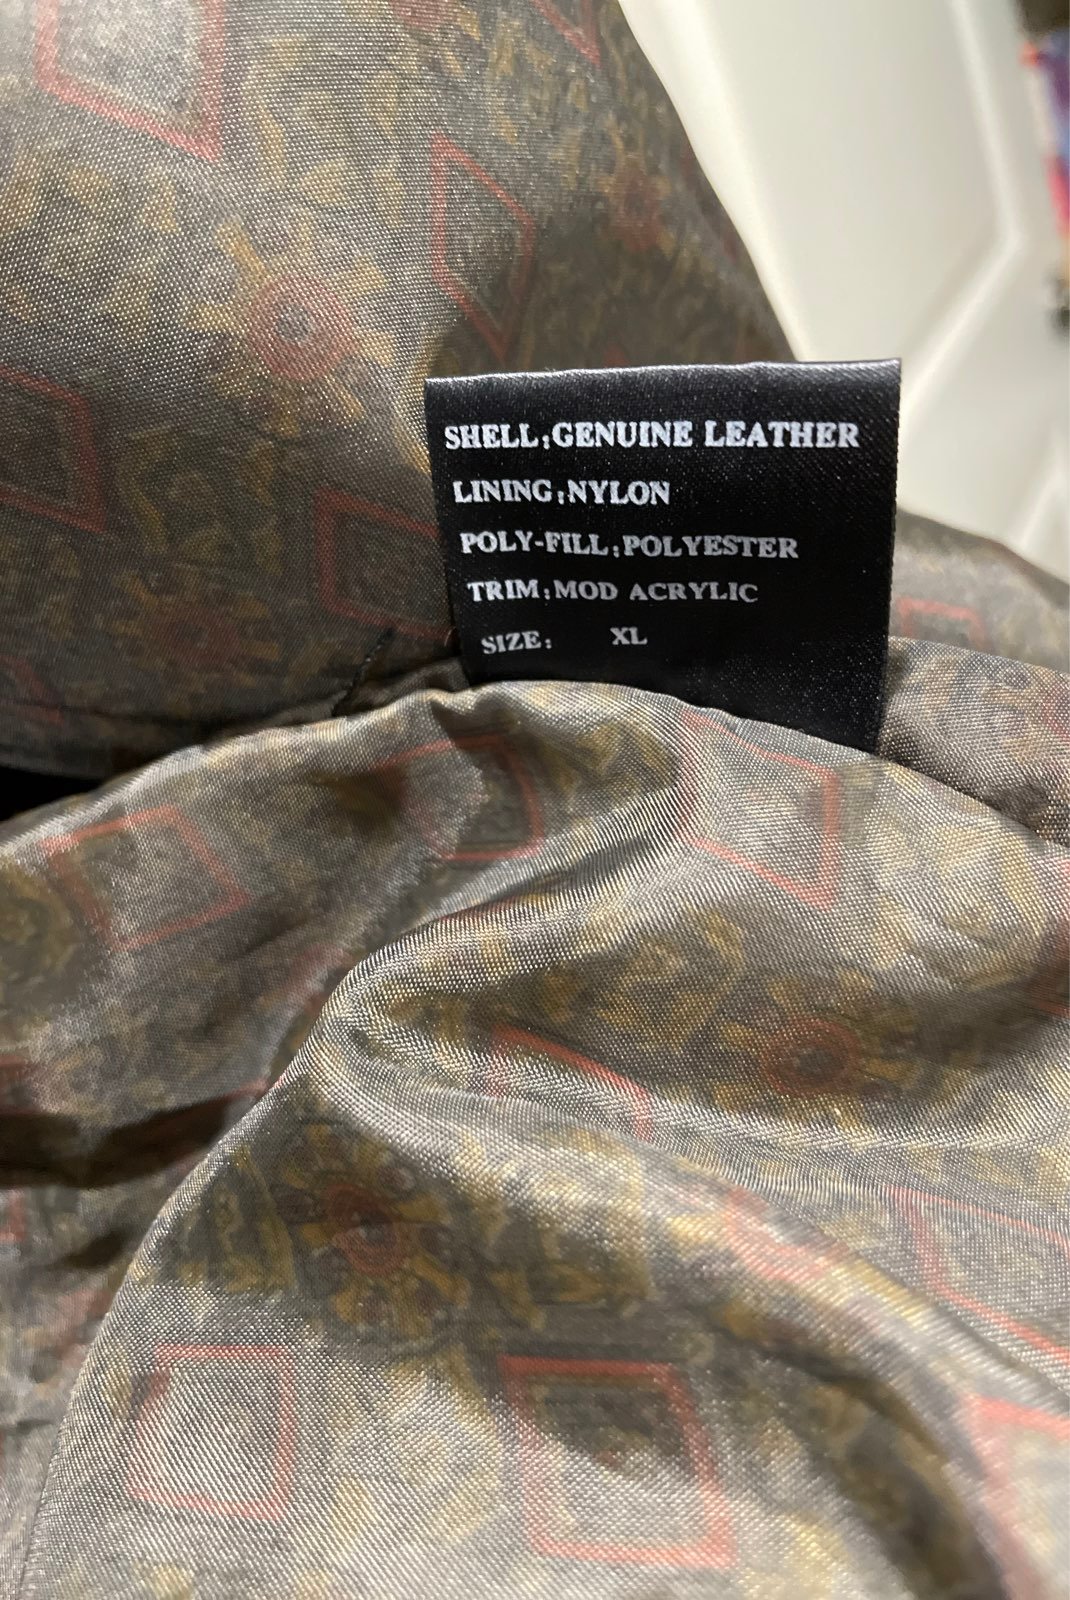 SHELL:GENUINE LEATHER
LINING:NYLON
POLY-FILL:POLYESTER
TRIM:MOD ACRYLIC
SIZE: XL